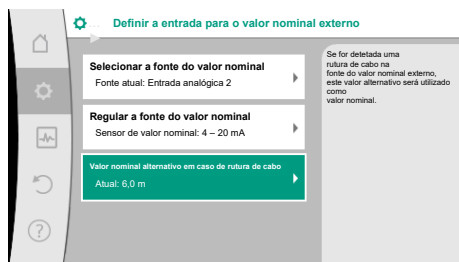 Definir a entrada para o valor nominal externo
Selecionar a fonte do valor nominal
Fonte atual: Entrada analógica 2
Regular a fonte do valor nominal
Sensor de valor nominal: 4 – 20 mA
Valor nominal alternativo em caso de rutura de cabo
Atual: 6,0 m
Se for detetada uma
rutura de cabo na
fonte do valor nominal externo,
este valor alternativo será utilizado
como
valor nominal.
?